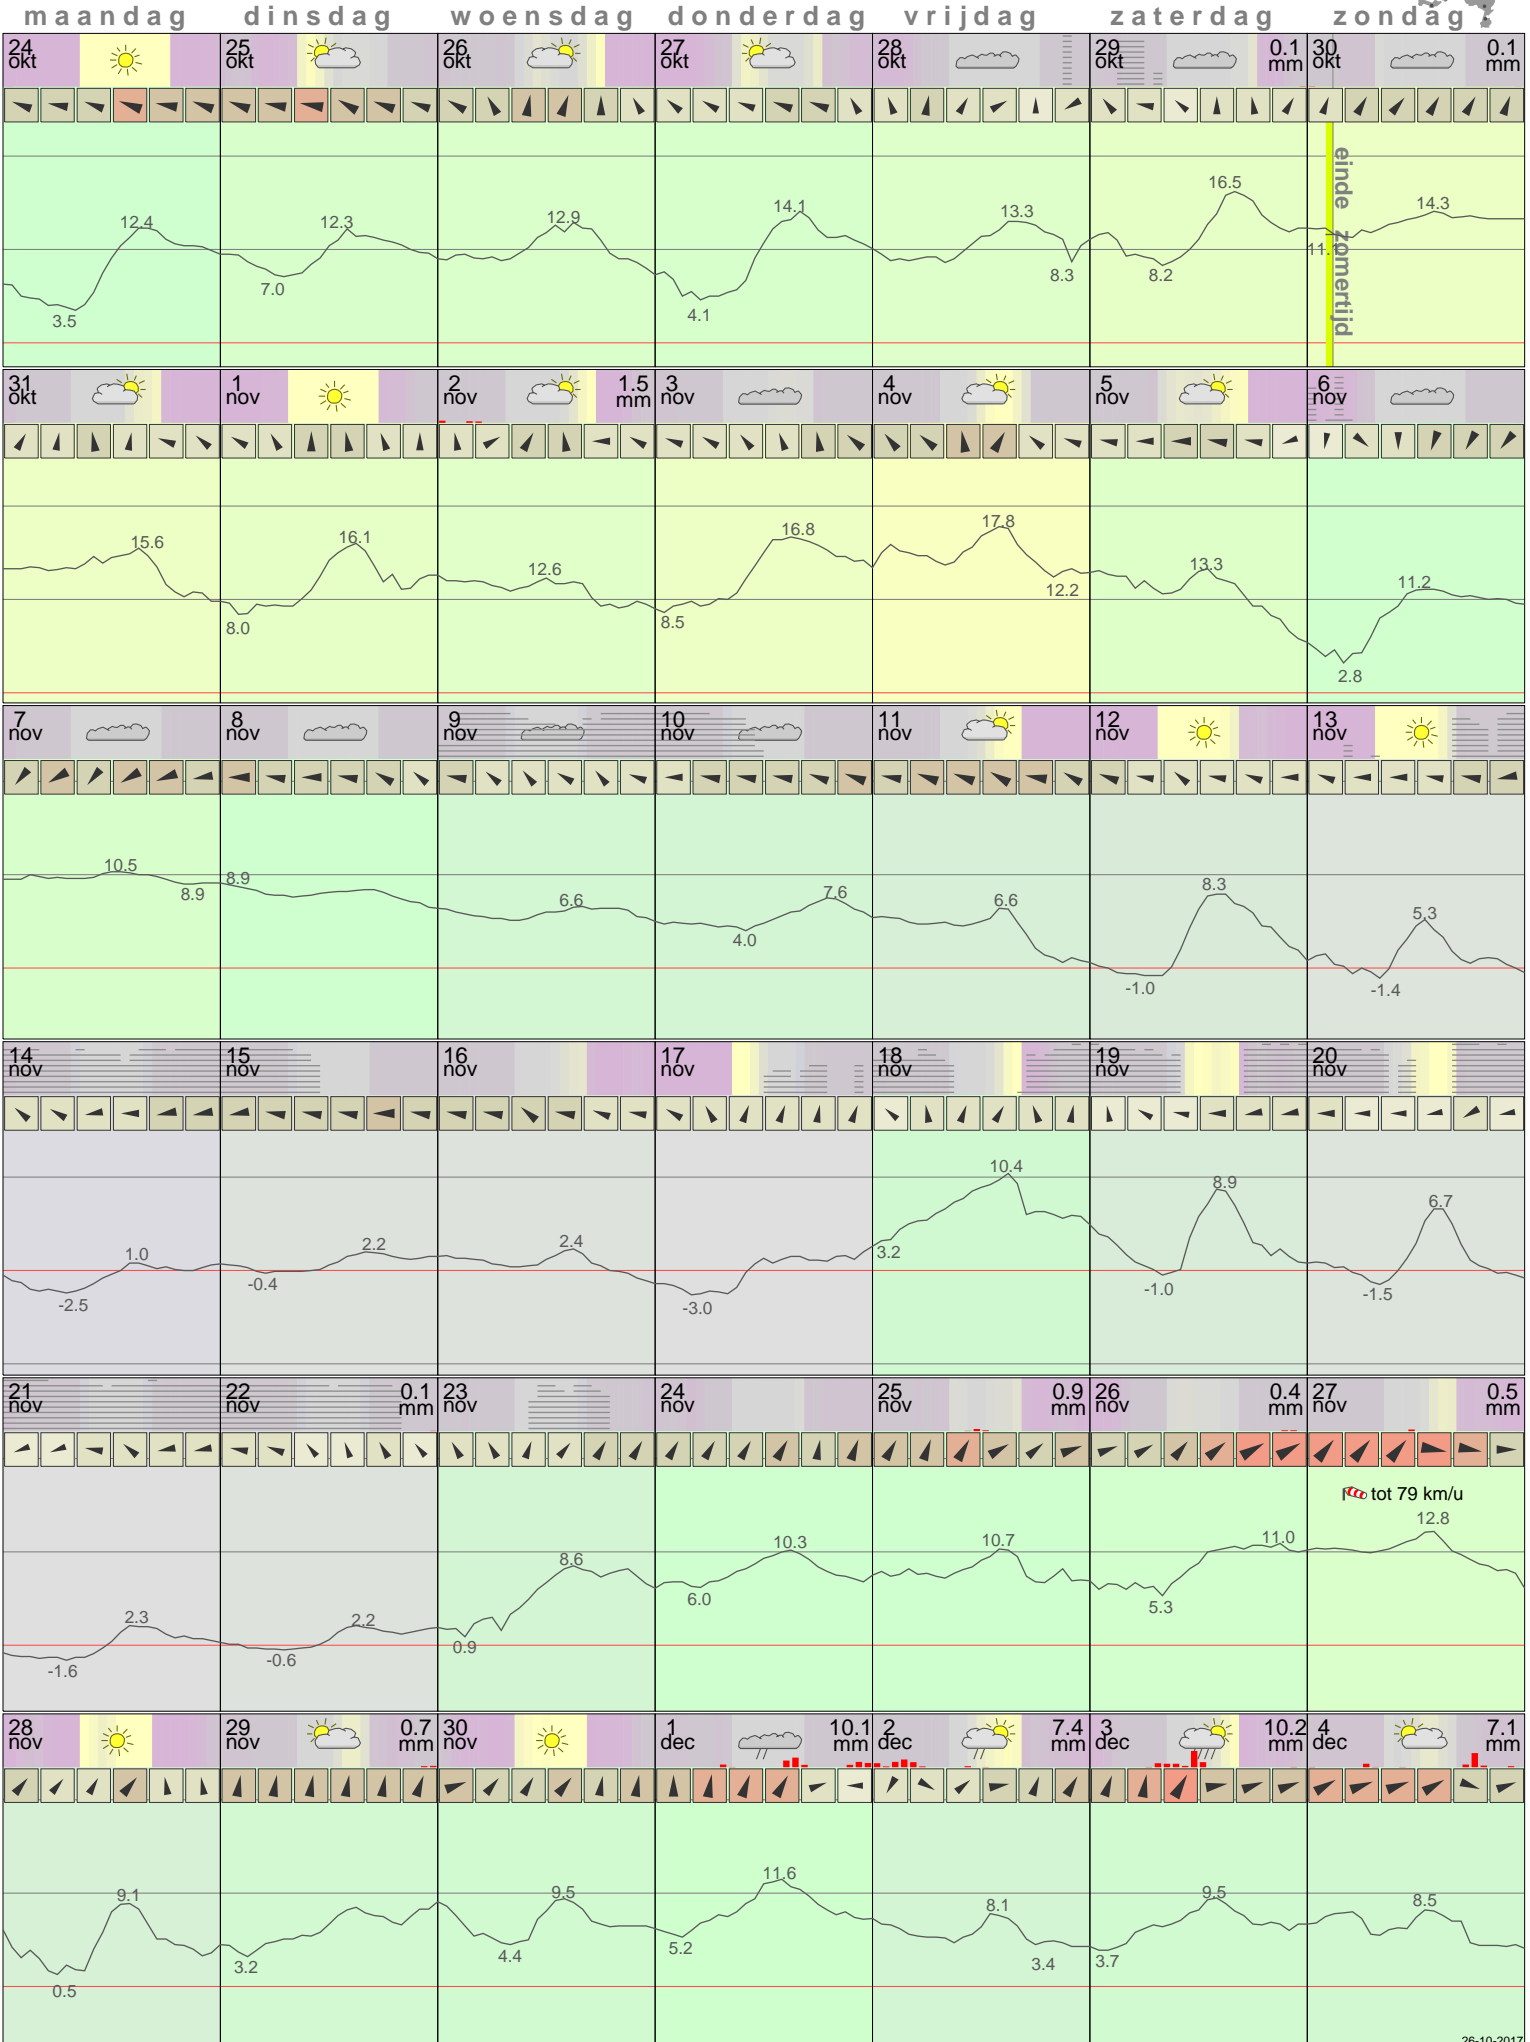 maandag dinsdag woensdag donderdag vrijdag zaterdag zondag
24 okt 25 okt 26 okt 27 okt 28 okt 29 okt 0.1 mm 30 okt 0.1 mm
12.4 3.5 12.3 7.0 12.9 14.1 4.1 13.3 8.3 16.5 8.2 11.1 14.3
einde zomertijd
31 okt 1 nov 2 nov 1.5 mm 3 nov 4 nov 5 nov 6 nov
15.6 16.1 8.0 12.6 16.8 8.5 17.8 12.2 13.3 11.2 2.8
7 nov 8 nov 9 nov 10 nov 11 nov 12 nov 13 nov
10.5 8.9 8.9 6.6 7.6 4.0 6.6 8.3 -1.0 5.3 -1.4
14 nov 15 nov 16 nov 17 nov 18 nov 19 nov 20 nov
1.0 -2.5 2.2 -0.4 2.4 -3.0 10.4 3.2 8.9 -1.0 6.7 -1.5
21 nov 22 nov 0.1 mm 23 nov 24 nov 25 nov 0.9 mm 26 nov 0.4 mm 27 nov 0.5 mm
tot 79 km/u
2.3 -1.6 2.2 -0.6 8.6 0.9 10.3 6.0 10.7 11.0 5.3 12.8
28 nov 29 nov 0.7 mm 30 nov 1 dec 10.1 mm 2 dec 7.4 mm 3 dec 10.2 mm 4 dec 7.1 mm
9.1 0.5 3.2 9.5 4.4 11.6 5.2 8.1 3.4 9.5 3.7 8.5
26-10-2017